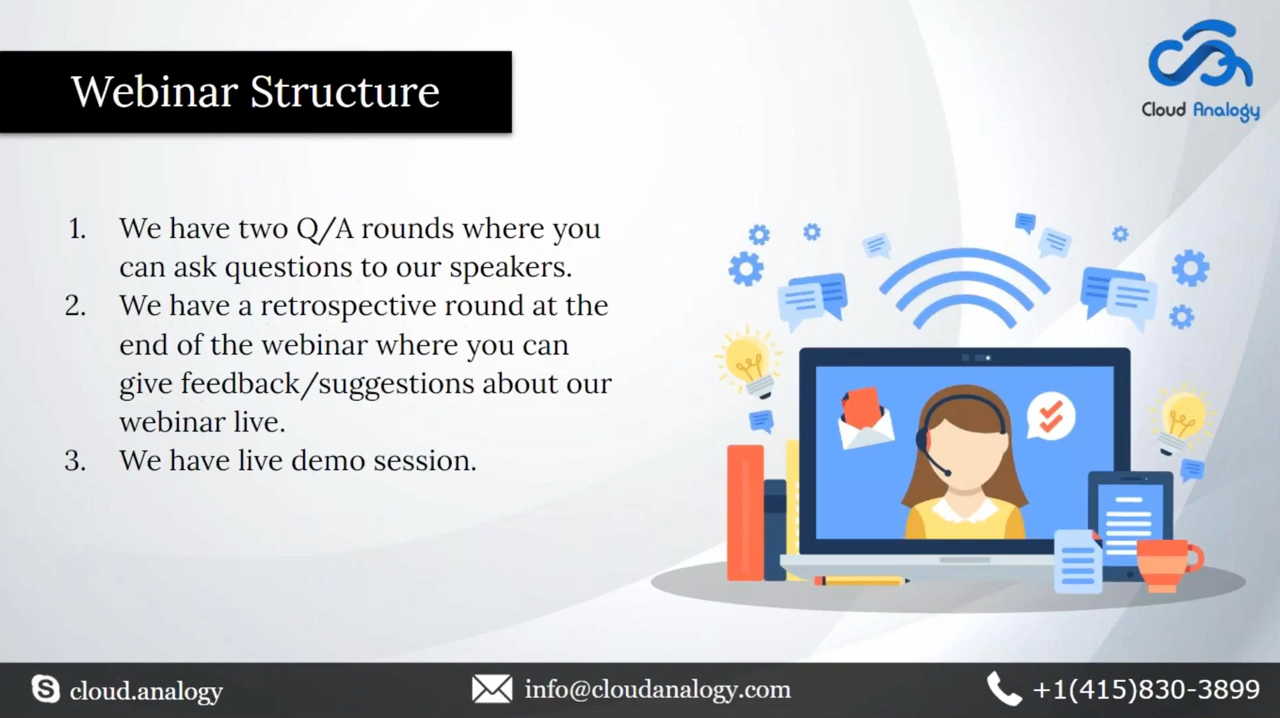 Webinar Structure
Cloud Analogy
1. We have two Q/A rounds where you
can ask questions to our speakers.
2. We have a retrospective round at the
end of the webinar where you can
give feedback/suggestions about our
webinar live.
3. We have live demo session.
cloud.analogy
info@cloudanalogy.com
+1(415)830-3899